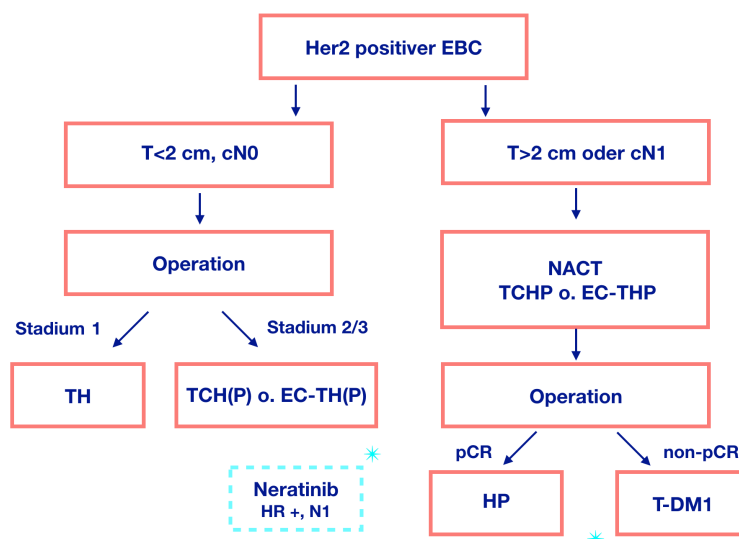 Her2 positiver EBC
T<2 cm, cN0
T>2 cm oder cN1
Operation
NACT
TCHP o. EC-THP
Stadium 1
Stadium 2/3
TH
TCH(P) o. EC-TH(P)
Operation
pCR
non-pCR
Neratinib
HR +, N1
HP
T-DM1